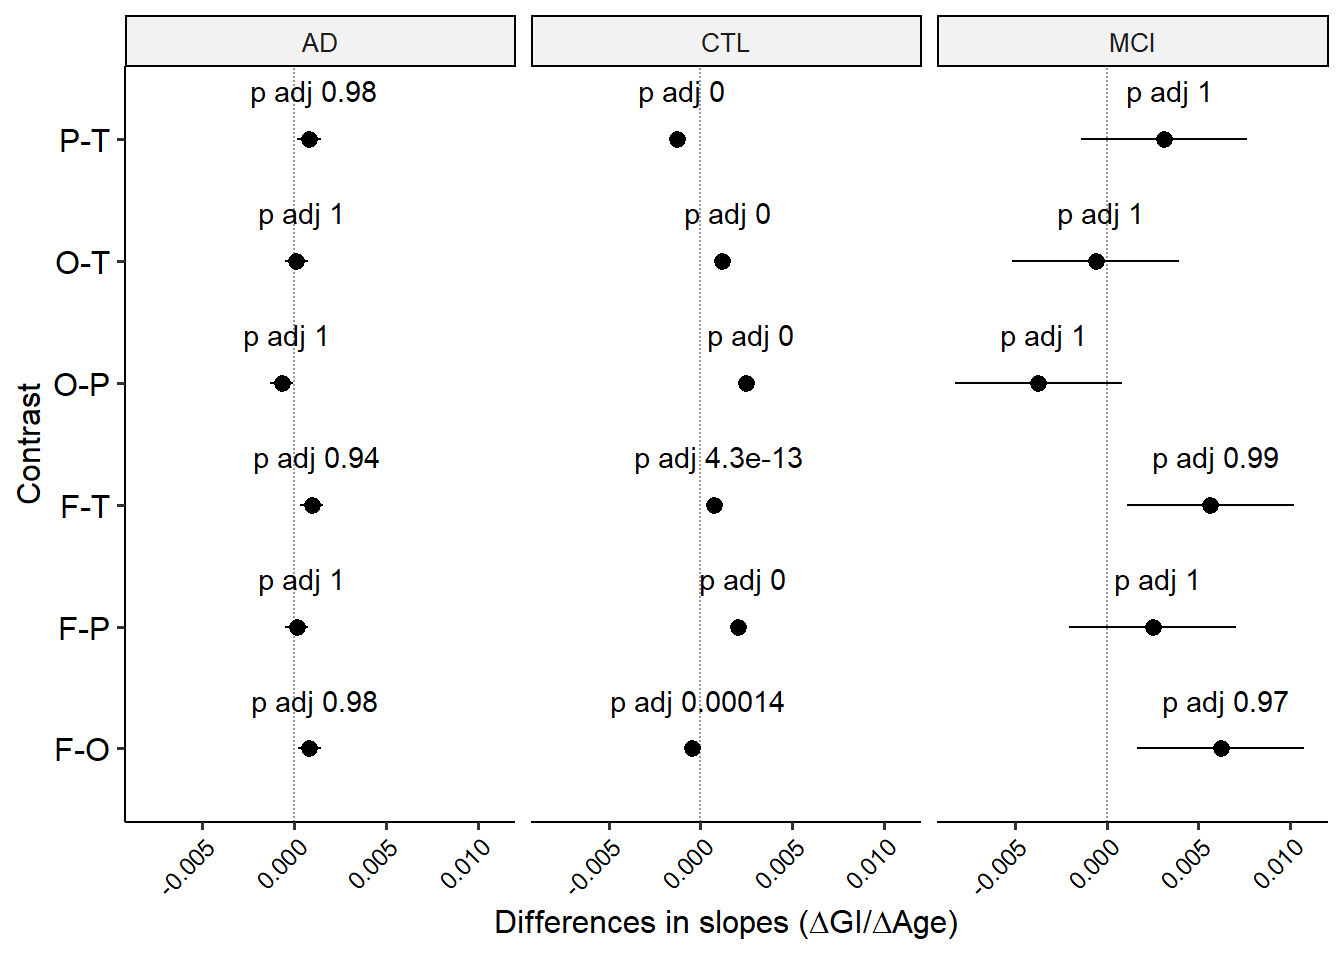 AD CTL MCI
p adj 0.98 p adj 0 p adj 1
P-T
p adj 1 p adj 0 p adj 1
O-T
p adj 1 p adj 0 p adj 1
O-P
p adj 0.94 p adj 4.3e-13 p adj 0.99
F-T
p adj 1 p adj 0 p adj 1
F-P
p adj 0.98 p adj 0.00014 p adj 0.97
F-O
Contrast
-0.005 0.000 0.005 0.010 -0.005 0.000 0.005 0.010 -0.005 0.000 0.005 0.010
Differences in slopes (∆GI/∆Age)